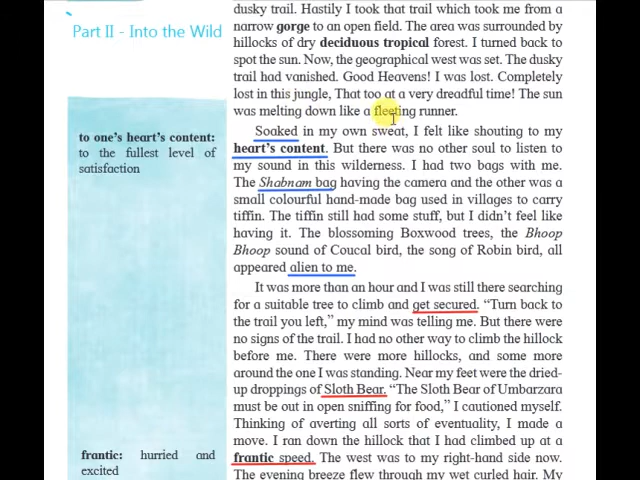 Part II - Into the Wild
to one's heart's content:
to the fullest level of
satisfaction
frantic: hurried and
excited
dusky trail. Hastily I took that trail which took me from a
narrow gorge to an open field. The area was surrounded by
hillocks of dry deciduous tropical forest. I turned back to
spot the sun. Now, the geographical west was set. The dusky
trail had vanished. Good Heavens! I was lost. Completely
lost in this jungle, That too at a very dreadful time! The sun
was melting down like a fleeting runner.
Soaked in my own sweat, I felt like shouting to my
heart's content. But there was no other soul to listen to
my sound in this wilderness. I had two bags with me.
The Shabnam bag having the camera and the other was a
small colourful hand-made bag used in villages to carry
tiffin. The tiffin still had some stuff, but I didn't feel like
having it. The blossoming Boxwood trees, the Bhoop
Bhoop sound of Coucal bird, the song of Robin bird, all
appeared alien to me.
It was more than an hour and I was still there searching
for a suitable tree to climb and get secured. “Turn back to
the trail you left,” my mind was telling me. But there were
no signs of the trail. I had no other way to climb the hillock
before me. There were more hillocks, and some more
around the one I was standing. Near my feet were the dried-
up droppings of Sloth Bear. “The Sloth Bear of Umbarzara
must be out in open sniffing for food,” I cautioned myself.
Thinking of averting all sorts of eventuality, I made a
move. I ran down the hillock that I had climbed up at a
frantic speed. The west was to my right-hand side now.
The evening breeze flew through my wet curled hair. My